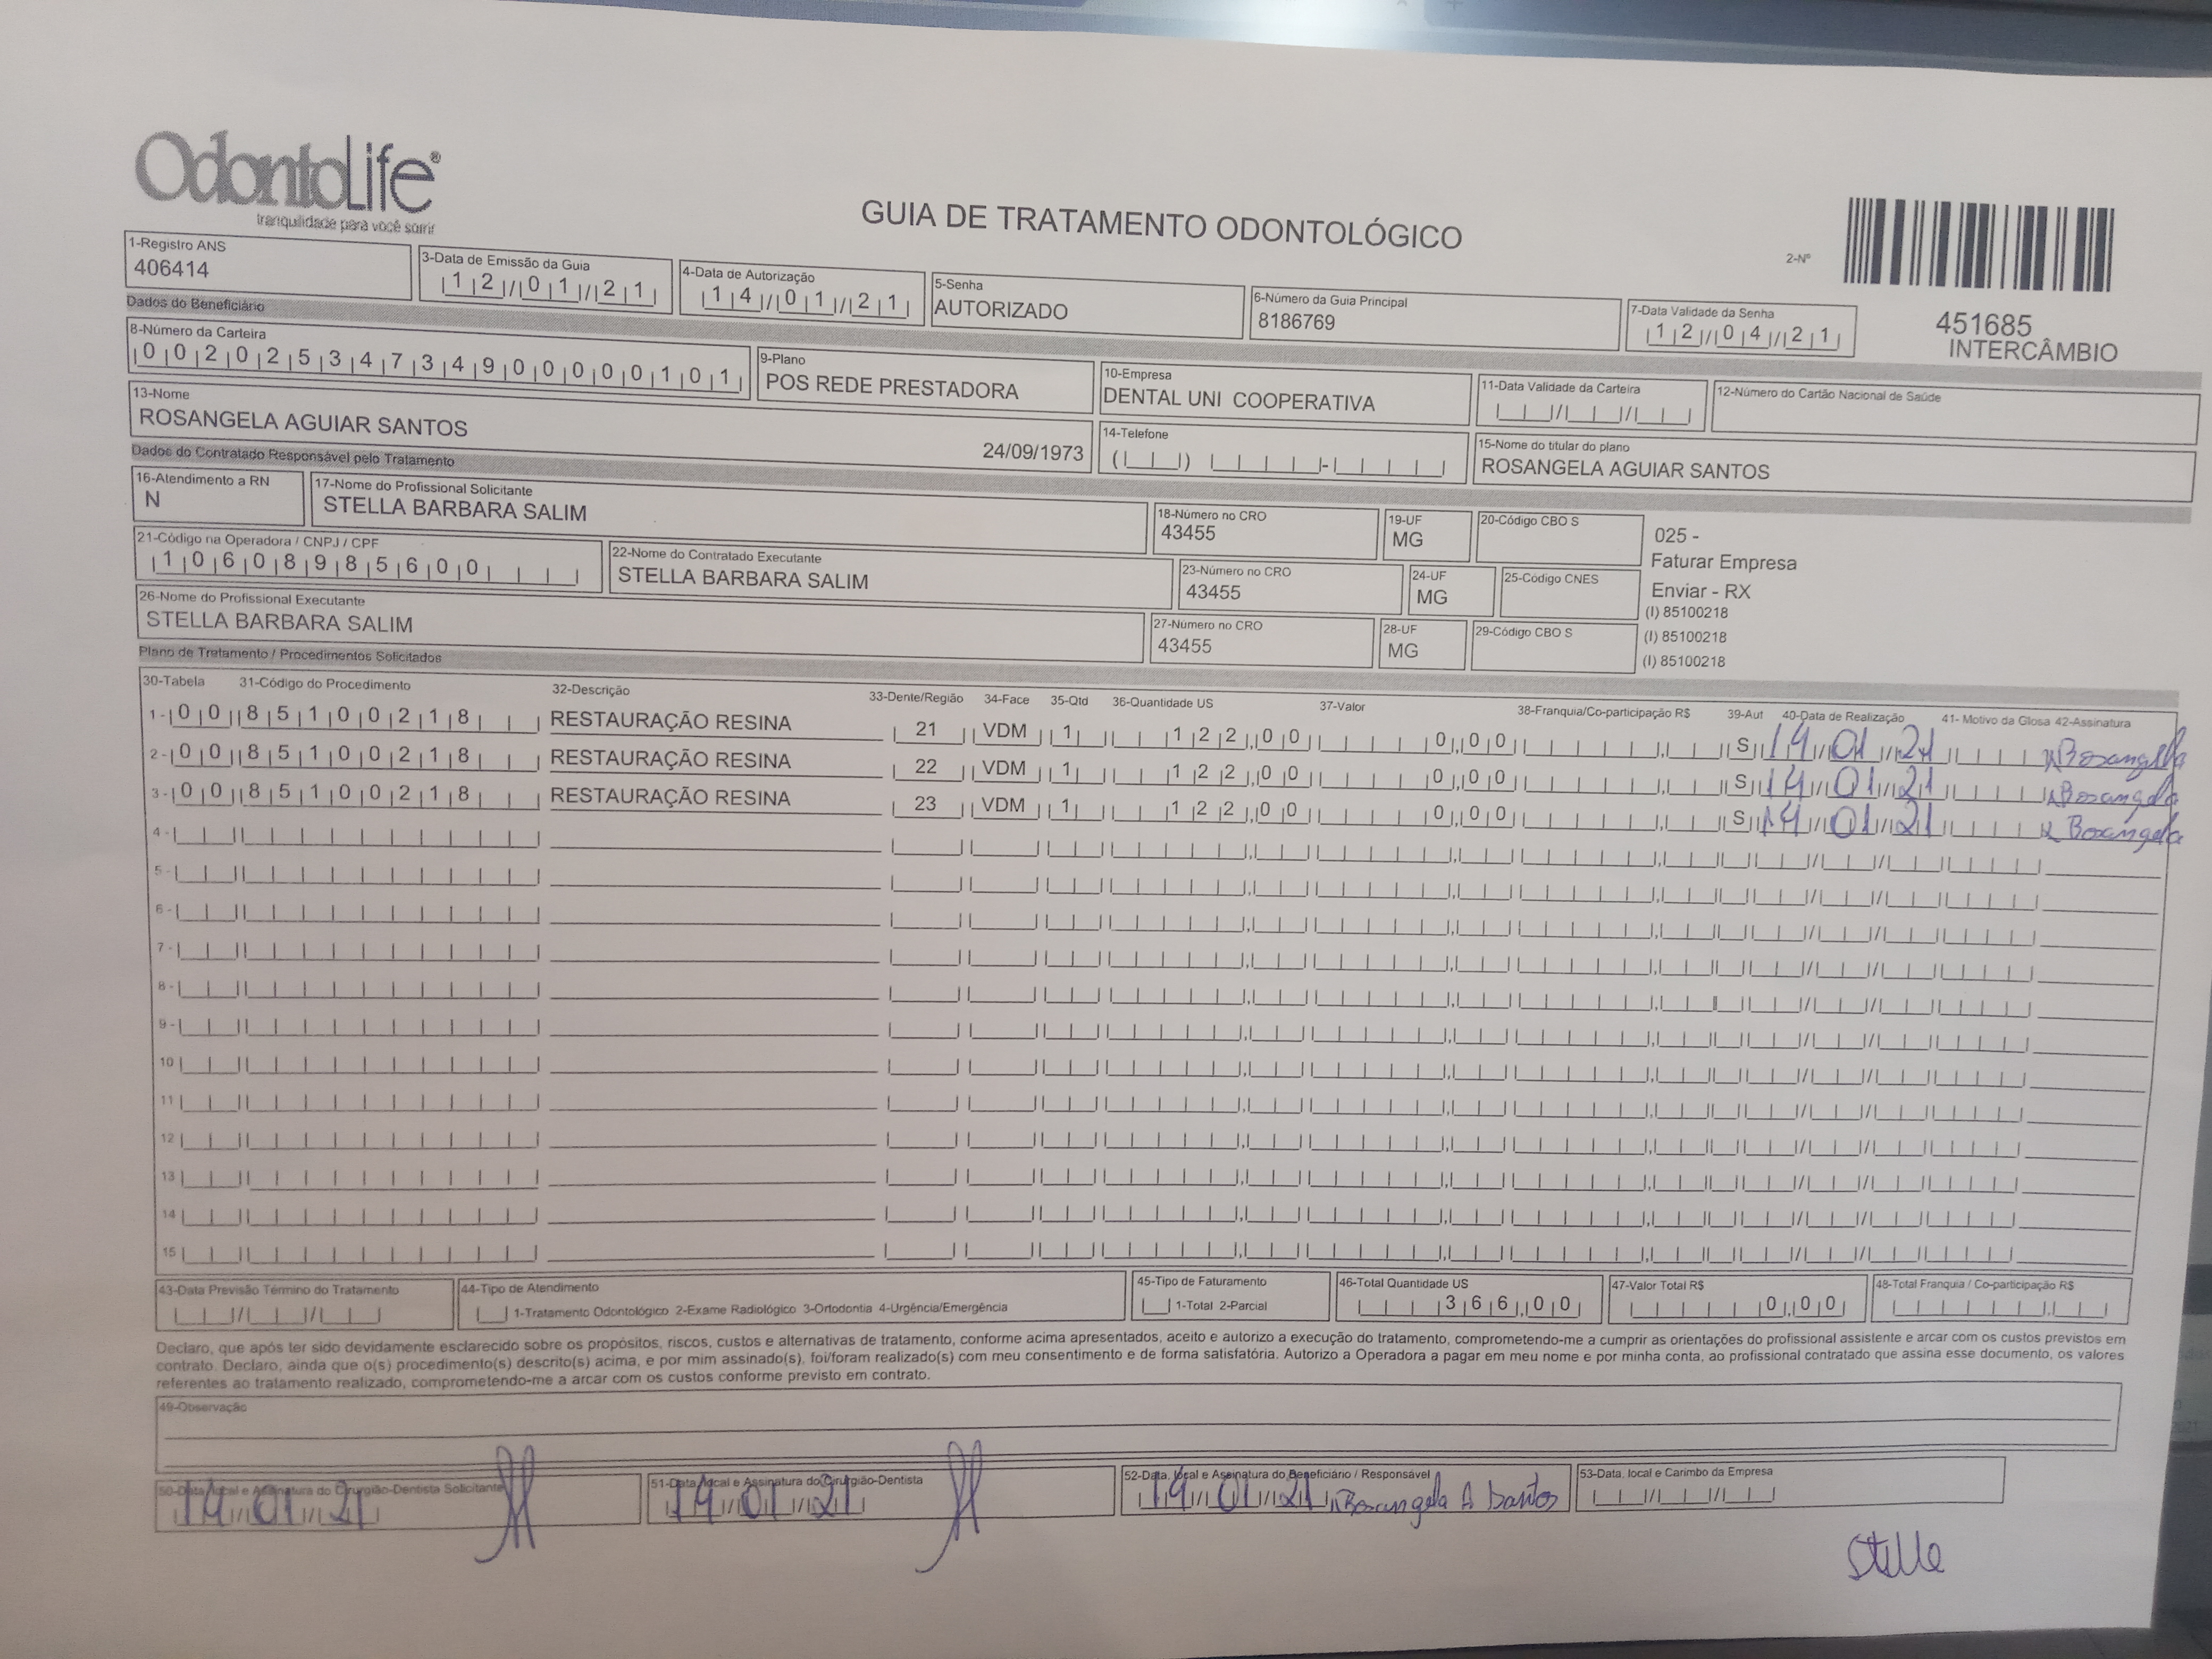 OdontoLife®
tranquilidade para você sorrir
GUIA DE TRATAMENTO ODONTOLÓGICO
2-Nº
451685
INTERCÂMBIO
1-Registro ANS
406414
3-Data de Emissão da Guia
12/01/21
4-Data de Autorização
14/01/21
5-Senha
AUTORIZADO
6-Número da Guia Principal
8186769
7-Data Validade da Senha
12/04/21
Dados do Beneficiário
8-Número da Carteira
00202534734900000101
9-Plano
POS REDE PRESTADORA
10-Empresa
DENTAL UNI COOPERATIVA
11-Data Validade da Carteira
12-Número do Cartão Nacional de Saúde
13-Nome
ROSANGELA AGUIAR SANTOS
24/09/1973
14-Telefone
15-Nome do titular do plano
ROSANGELA AGUIAR SANTOS
Dados do Contratado Responsável pelo Tratamento
16-Atendimento a RN
N
17-Nome do Profissional Solicitante
STELLA BARBARA SALIM
18-Número no CRO
43455
19-UF
MG
20-Código CBO S
025 -
Faturar Empresa
Enviar - RX
(I) 85100218
(I) 85100218
(I) 85100218
21-Código na Operadora / CNPJ / CPF
10608985600
22-Nome do Contratado Executante
STELLA BARBARA SALIM
23-Número no CRO
43455
24-UF
MG
25-Código CNES
26-Nome do Profissional Executante
STELLA BARBARA SALIM
27-Número no CRO
43455
28-UF
MG
29-Código CBO S
Plano de Tratamento / Procedimentos Solicitados
30-Tabela 31-Código do Procedimento 32-Descrição 33-Dente/Região 34-Face 35-Qtd 36-Quantidade US 37-Valor 38-Franquia/Co-participação R$ 39-Aut 40-Data de Realização 41- Motivo da Glosa 42-Assinatura
1- 00 85100218 RESTAURAÇÃO RESINA 21 VDM 1 122,00 0,00 S 14/01/21 Rosangela
2- 00 85100218 RESTAURAÇÃO RESINA 22 VDM 1 122,00 0,00 S 14/01/21 Rosangela
3- 00 85100218 RESTAURAÇÃO RESINA 23 VDM 1 122,00 0,00 S 14/01/21 Rosangela
4-
5-
6-
7-
8-
9-
10
11
12
13
14
15
43-Data Previsão Término do Tratamento
44-Tipo de Atendimento
1-Tratamento Odontológico 2-Exame Radiológico 3-Ortodontia 4-Urgência/Emergência
45-Tipo de Faturamento
1-Total 2-Parcial
46-Total Quantidade US
366,00
47-Valor Total R$
0,00
48-Total Franquia / Co-participação R$
Declaro, que após ter sido devidamente esclarecido sobre os propósitos, riscos, custos e alternativas de tratamento, conforme acima apresentados, aceito e autorizo a execução do tratamento, comprometendo-me a cumprir as orientações do profissional assistente e arcar com os custos previstos em
contrato. Declaro, ainda que o(s) procedimento(s) descrito(s) acima, e por mim assinado(s), foi/foram realizado(s) com meu consentimento e de forma satisfatória. Autorizo a Operadora a pagar em meu nome e por minha conta, ao profissional contratado que assina esse documento, os valores
referentes ao tratamento realizado, comprometendo-me a arcar com os custos conforme previsto em contrato.
49-Observação
50-Data, local e Assinatura do Cirurgião-Dentista Solicitante
14/01/21
51-Data, local e Assinatura do Cirurgião-Dentista
14/01/21
52-Data, local e Assinatura do Beneficiário / Responsável
14/01/21 Rosangela A Santos
53-Data, local e Carimbo da Empresa
Stella